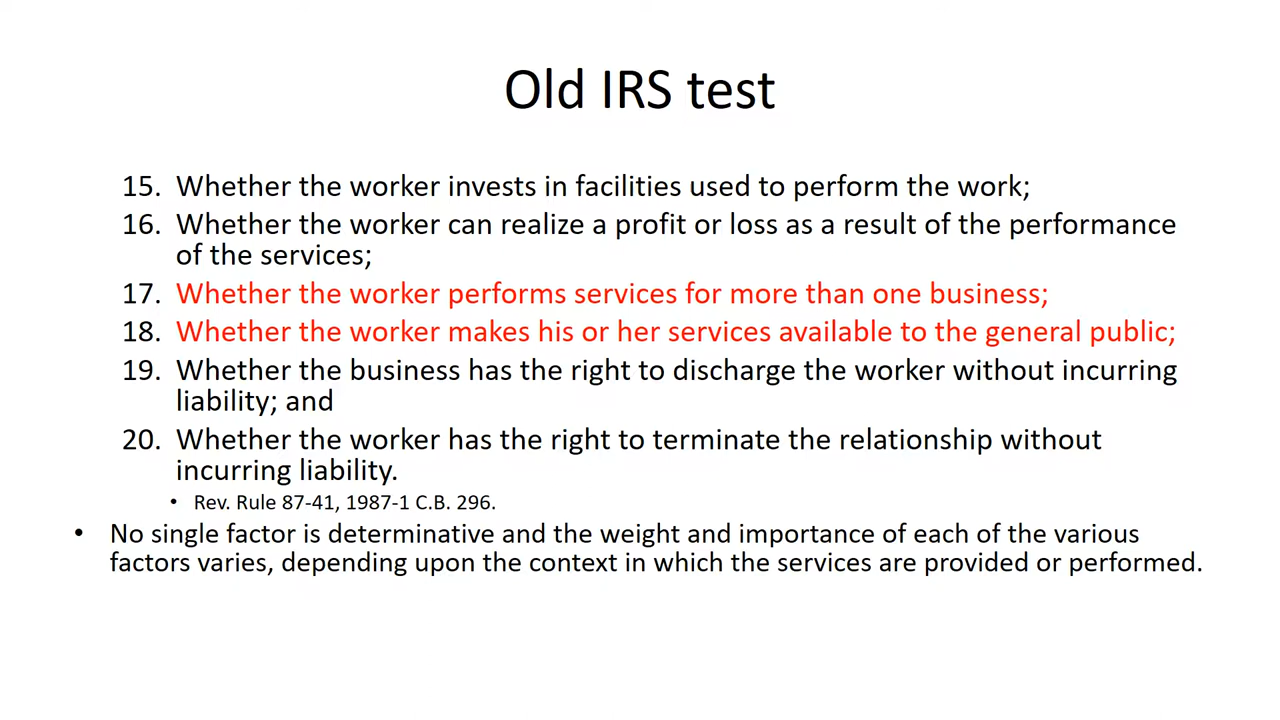 Old IRS test
15. Whether the worker invests in facilities used to perform the work;
16. Whether the worker can realize a profit or loss as a result of the performance
of the services;
17. Whether the worker performs services for more than one business;
18. Whether the worker makes his or her services available to the general public;
19. Whether the business has the right to discharge the worker without incurring
liability; and
20. Whether the worker has the right to terminate the relationship without
incurring liability.
• Rev. Rule 87-41, 1987-1 C.B. 296.
• No single factor is determinative and the weight and importance of each of the various
factors varies, depending upon the context in which the services are provided or performed.